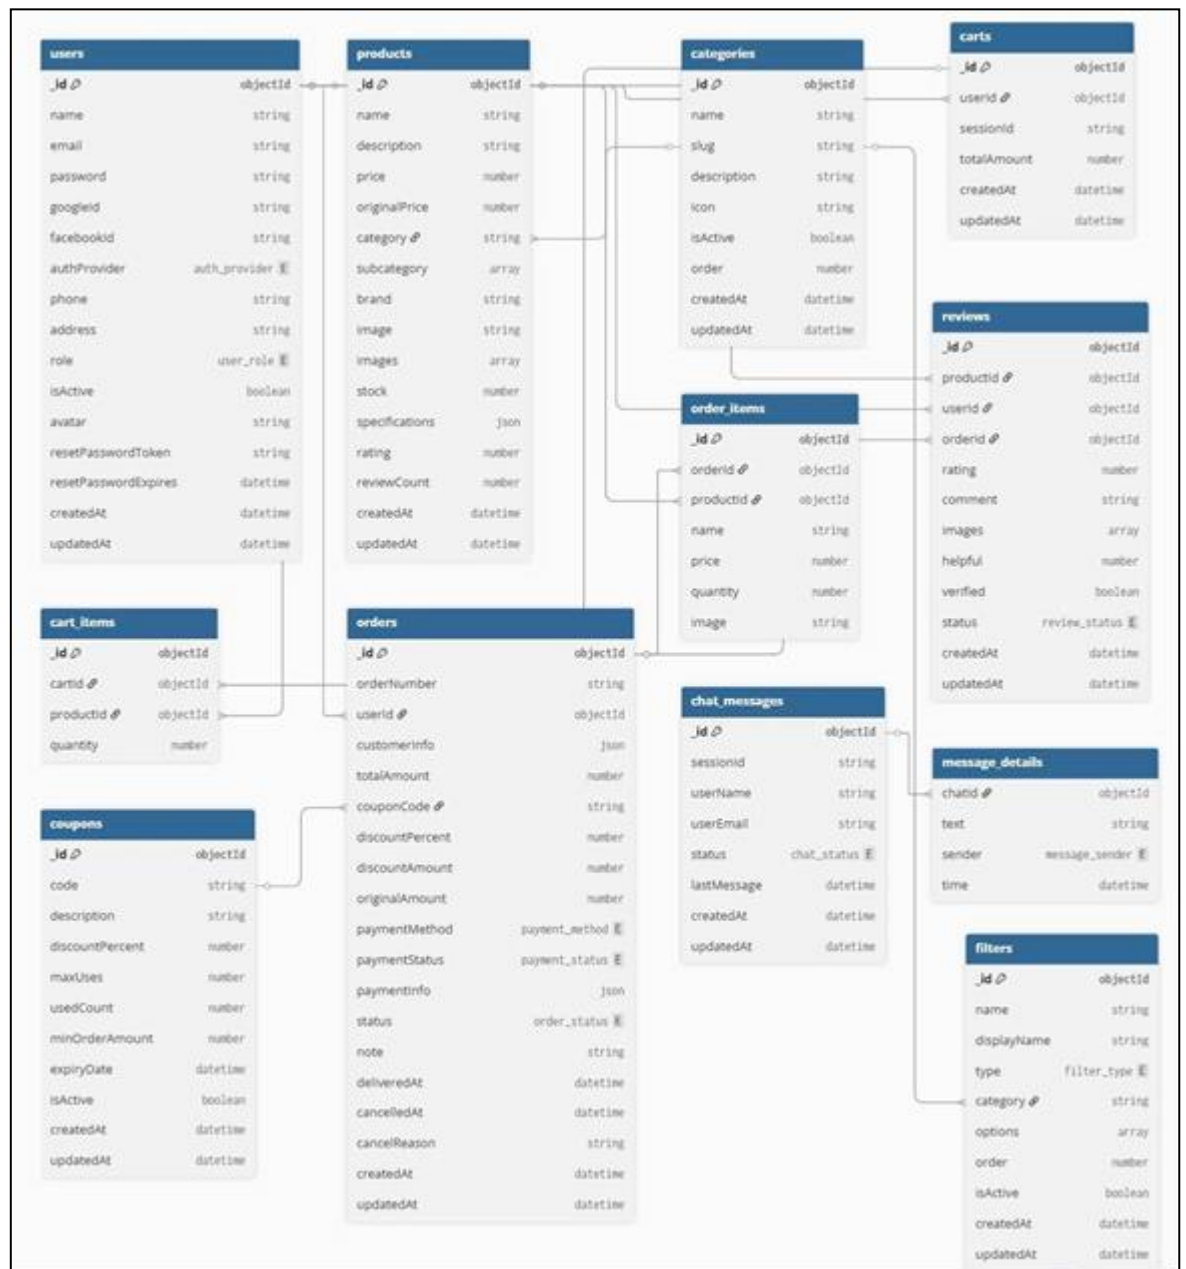 users
_id objectId
name string
email string
password string
googleId string
facebookId string
authProvider auth_provider E
phone string
address string
role user_role E
isActive boolean
avatar string
resetPasswordToken string
resetPasswordExpires datetime
createdAt datetime
updatedAt datetime
products
_id objectId
name string
description string
price number
originalPrice number
category string
subcategory array
brand string
image string
images array
stock number
specifications json
rating number
reviewCount number
createdAt datetime
updatedAt datetime
categories
_id objectId
name string
slug string
description string
icon string
isActive boolean
order number
createdAt datetime
updatedAt datetime
carts
_id objectId
userId objectId
sessionId string
totalAmount number
createdAt datetime
updatedAt datetime
reviews
_id objectId
productId objectId
userId objectId
orderId objectId
rating number
comment string
images array
helpful number
verified boolean
status review_status E
createdAt datetime
updatedAt datetime
order_items
_id objectId
orderId objectId
productId objectId
name string
price number
quantity number
image string
cart_items
_id objectId
cartId objectId
productId objectId
quantity number
orders
_id objectId
orderNumber string
userId objectId
customerInfo json
totalAmount number
couponCode string
discountPercent number
discountAmount number
originalAmount number
paymentMethod payment_method E
paymentStatus payment_status E
paymentInfo json
status order_status E
note string
deliveredAt datetime
cancelledAt datetime
cancelReason string
createdAt datetime
updatedAt datetime
chat_messages
_id objectId
sessionId string
userName string
userEmail string
status chat_status E
lastMessage datetime
createdAt datetime
updatedAt datetime
message_details
chatId objectId
text string
sender message_sender E
time datetime
coupons
_id objectId
code string
description string
discountPercent number
maxUses number
usedCount number
minOrderAmount number
expiryDate datetime
isActive boolean
createdAt datetime
updatedAt datetime
filters
_id objectId
name string
displayName string
type filter_type E
category string
options array
order number
isActive boolean
createdAt datetime
updatedAt datetime